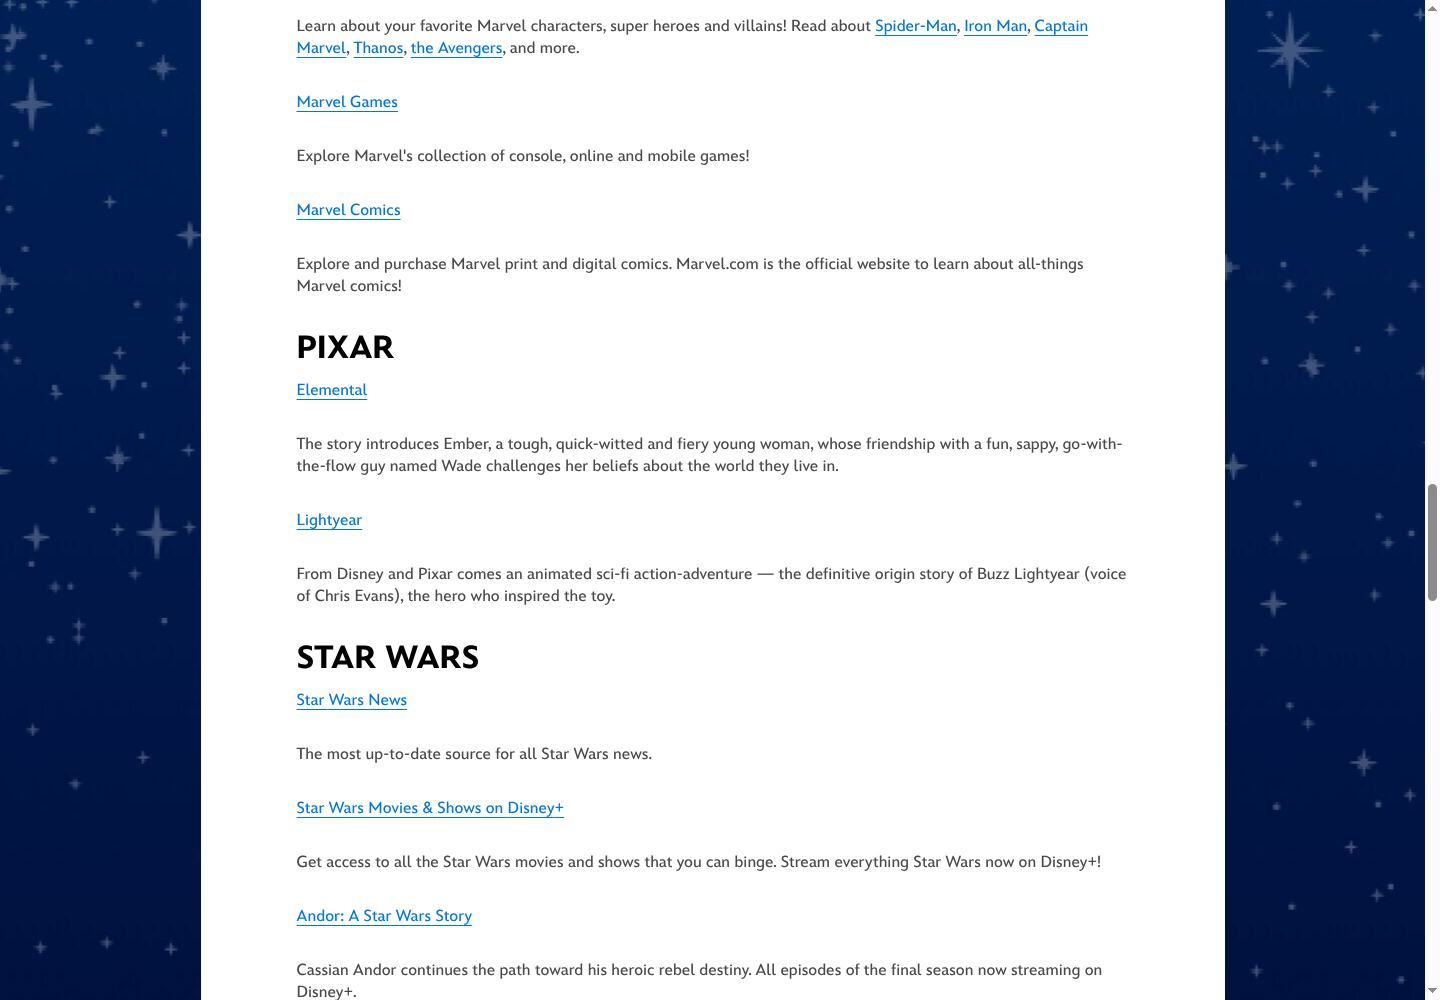 Learn about your favorite Marvel characters, super heroes and villains! Read about Spider-Man, Iron Man, Captain
Marvel, Thanos, the Avengers, and more.
Marvel Games
Explore Marvel's collection of console, online and mobile games!
Marvel Comics
Explore and purchase Marvel print and digital comics. Marvel.com is the official website to learn about all-things
Marvel comics!
PIXAR
Elemental
The story introduces Ember, a tough, quick-witted and fiery young woman, whose friendship with a fun, sappy, go-with-
the-flow guy named Wade challenges her beliefs about the world they live in.
Lightyear
From Disney and Pixar comes an animated sci-fi action-adventure — the definitive origin story of Buzz Lightyear (voice
of Chris Evans), the hero who inspired the toy.
STAR WARS
Star Wars News
The most up-to-date source for all Star Wars news.
Star Wars Movies & Shows on Disney+
Get access to all the Star Wars movies and shows that you can binge. Stream everything Star Wars now on Disney+!
Andor: A Star Wars Story
Cassian Andor continues the path toward his heroic rebel destiny. All episodes of the final season now streaming on
Disney+.